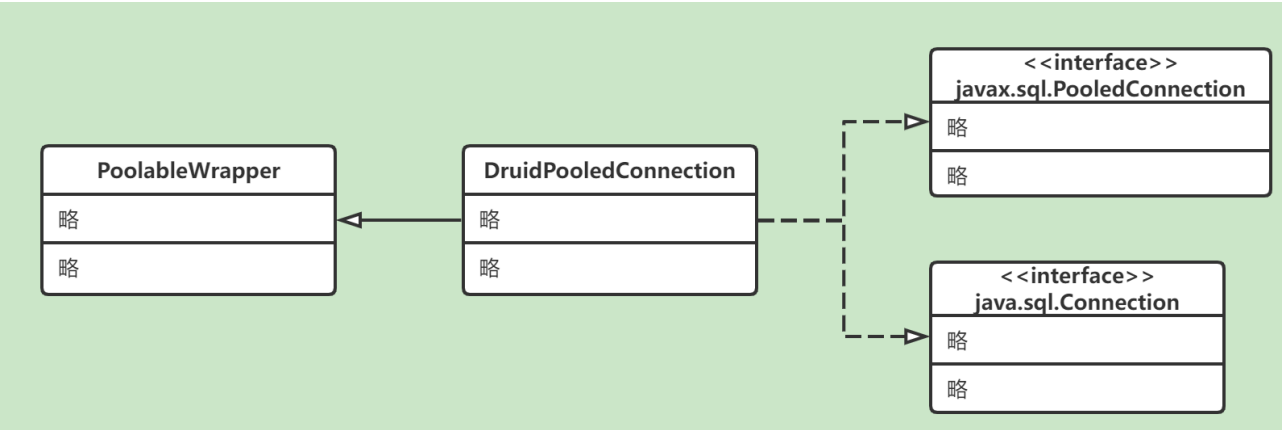 PoolableWrapper
略
略
DruidPooledConnection
略
略
<<interface>>
javax.sql.PooledConnection
略
略
<<interface>>
java.sql.Connection
略
略